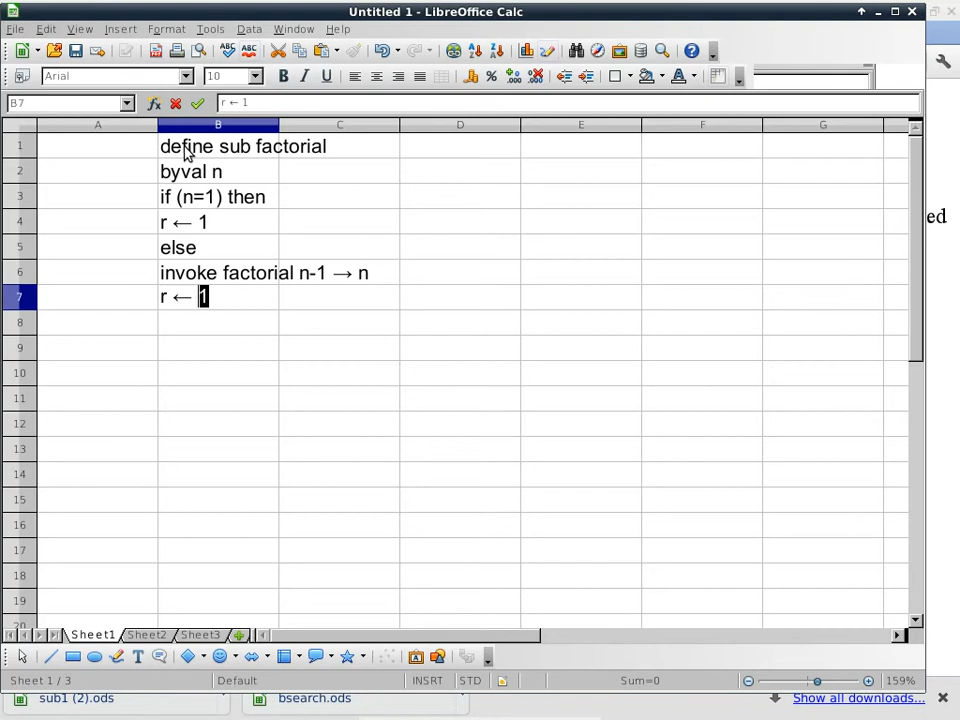 Untitled 1 - LibreOffice Calc
File Edit View Insert Format Tools Data Window Help
Arial 10
B7 r ← 1
A B C D E F G
1 define sub factorial
2 byval n
3 if (n=1) then
4 r ← 1
5 else
6 invoke factorial n-1 → n
7 r ← 1
8
9
10
11
12
13
14
15
16
17
18
19
20
Sheet1 Sheet2 Sheet3
Sheet 1 / 3 Default INSRT STD Sum=0 159%
sub1 (2).ods bsearch.ods Show all downloads...
ed